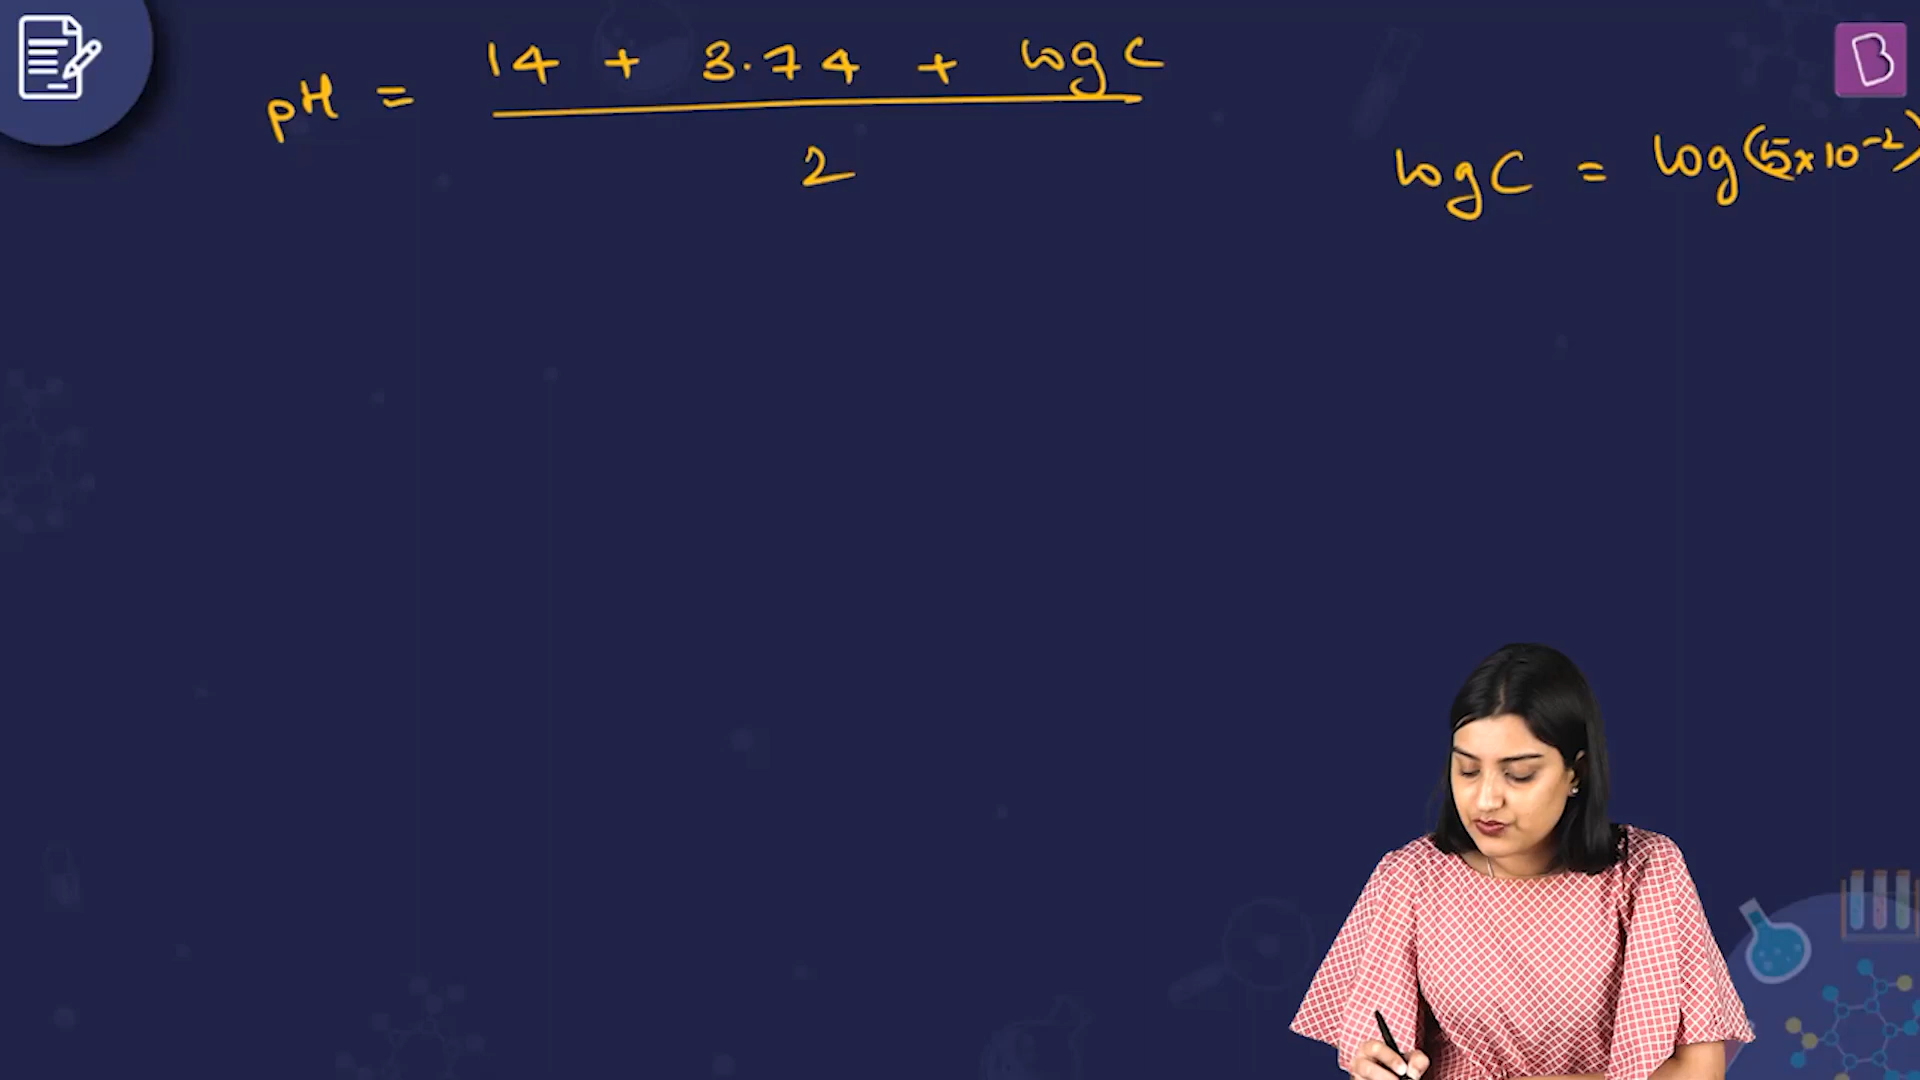 pH = 14 + 3.74 + log C
2
log C = log(5×10⁻²)
B